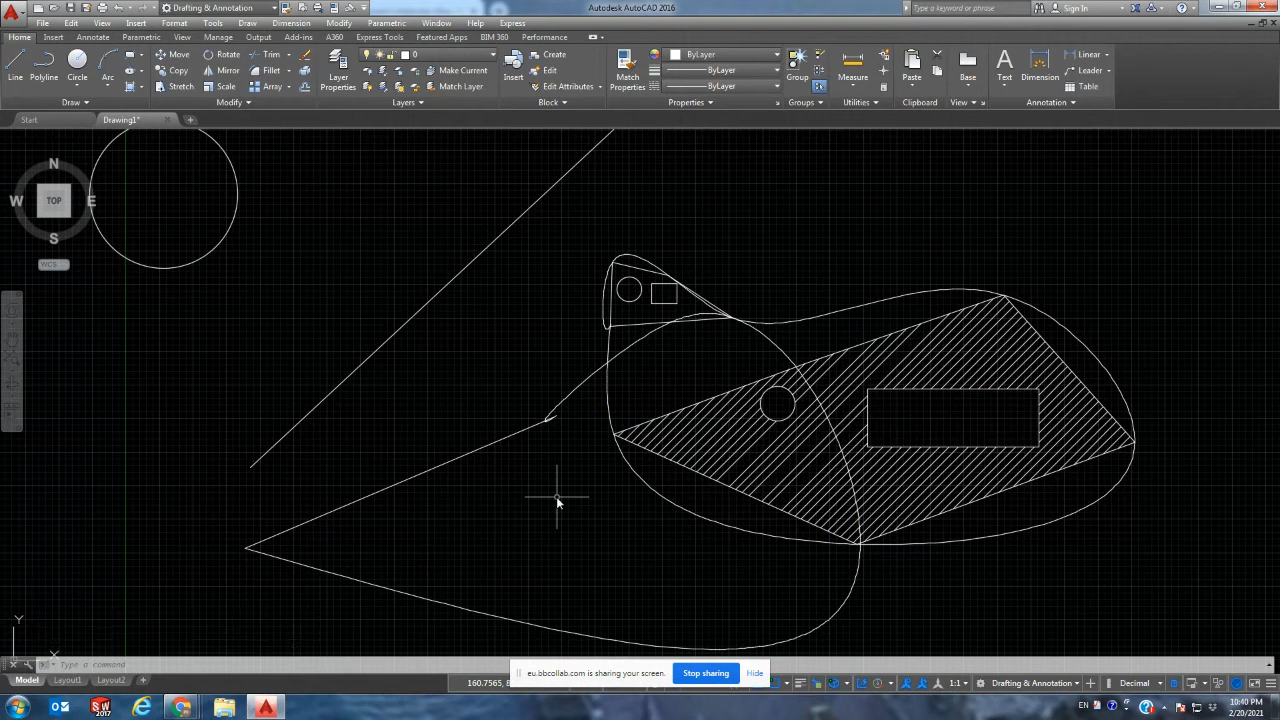 Drafting & Annotation
Autodesk AutoCAD 2016
Type a keyword or phrase
Sign In
File Edit View Insert Format Tools Draw Dimension Modify Parametric Window Help Express
Home Insert Annotate Parametric View Manage Output Add-ins A360 Express Tools Featured Apps BIM 360 Performance
Move Rotate Trim
Copy Mirror Fillet
Stretch Scale Array
Line Polyline Circle Arc
Layer Properties
0
Make Current
Match Layer
Insert
Create
Edit
Edit Attributes
Match Properties
ByLayer
ByLayer
ByLayer
Group
Measure
Paste
Base
Text
Dimension
Linear
Leader
Table
Draw Modify Layers Block Properties Groups Utilities Clipboard View Annotation
Start Drawing1*
N
W TOP E
S
WCS
Y
X
Type a command
Model Layout1 Layout2
eu.bbcollab.com is sharing your screen. Stop sharing Hide
160.7565, 8
1:1
Drafting & Annotation
Decimal
SW 2017
EN
10:40 PM
2/20/2021